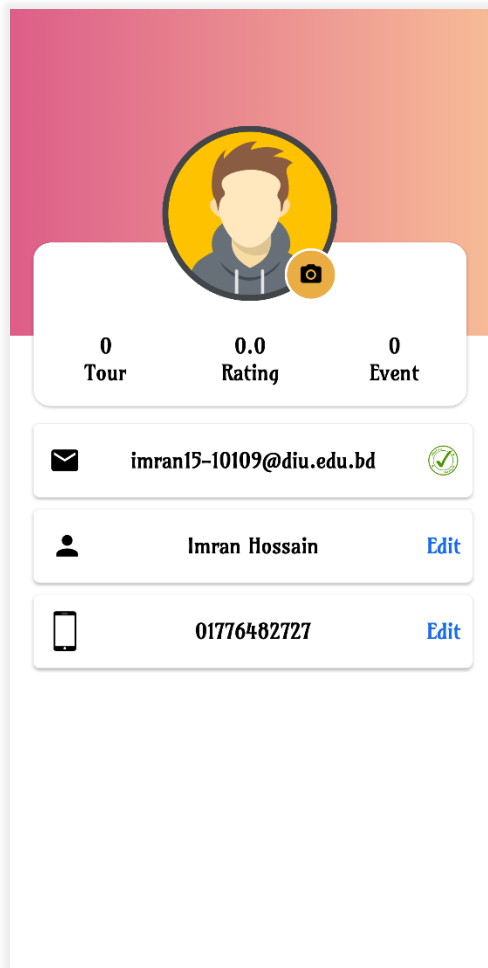 0 0.0 0
Tour Rating Event
imran15-10109@diu.edu.bd
Imran Hossain Edit
01776482727 Edit